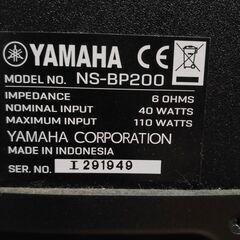 YAMAHA CE
MODEL NO. NS-BP200
IMPEDANCE 6 OHMS
NOMINAL INPUT 40 WATTS
MAXIMUM INPUT 110 WATTS
YAMAHA CORPORATION
MADE IN INDONESIA
SER. NO. I 291949